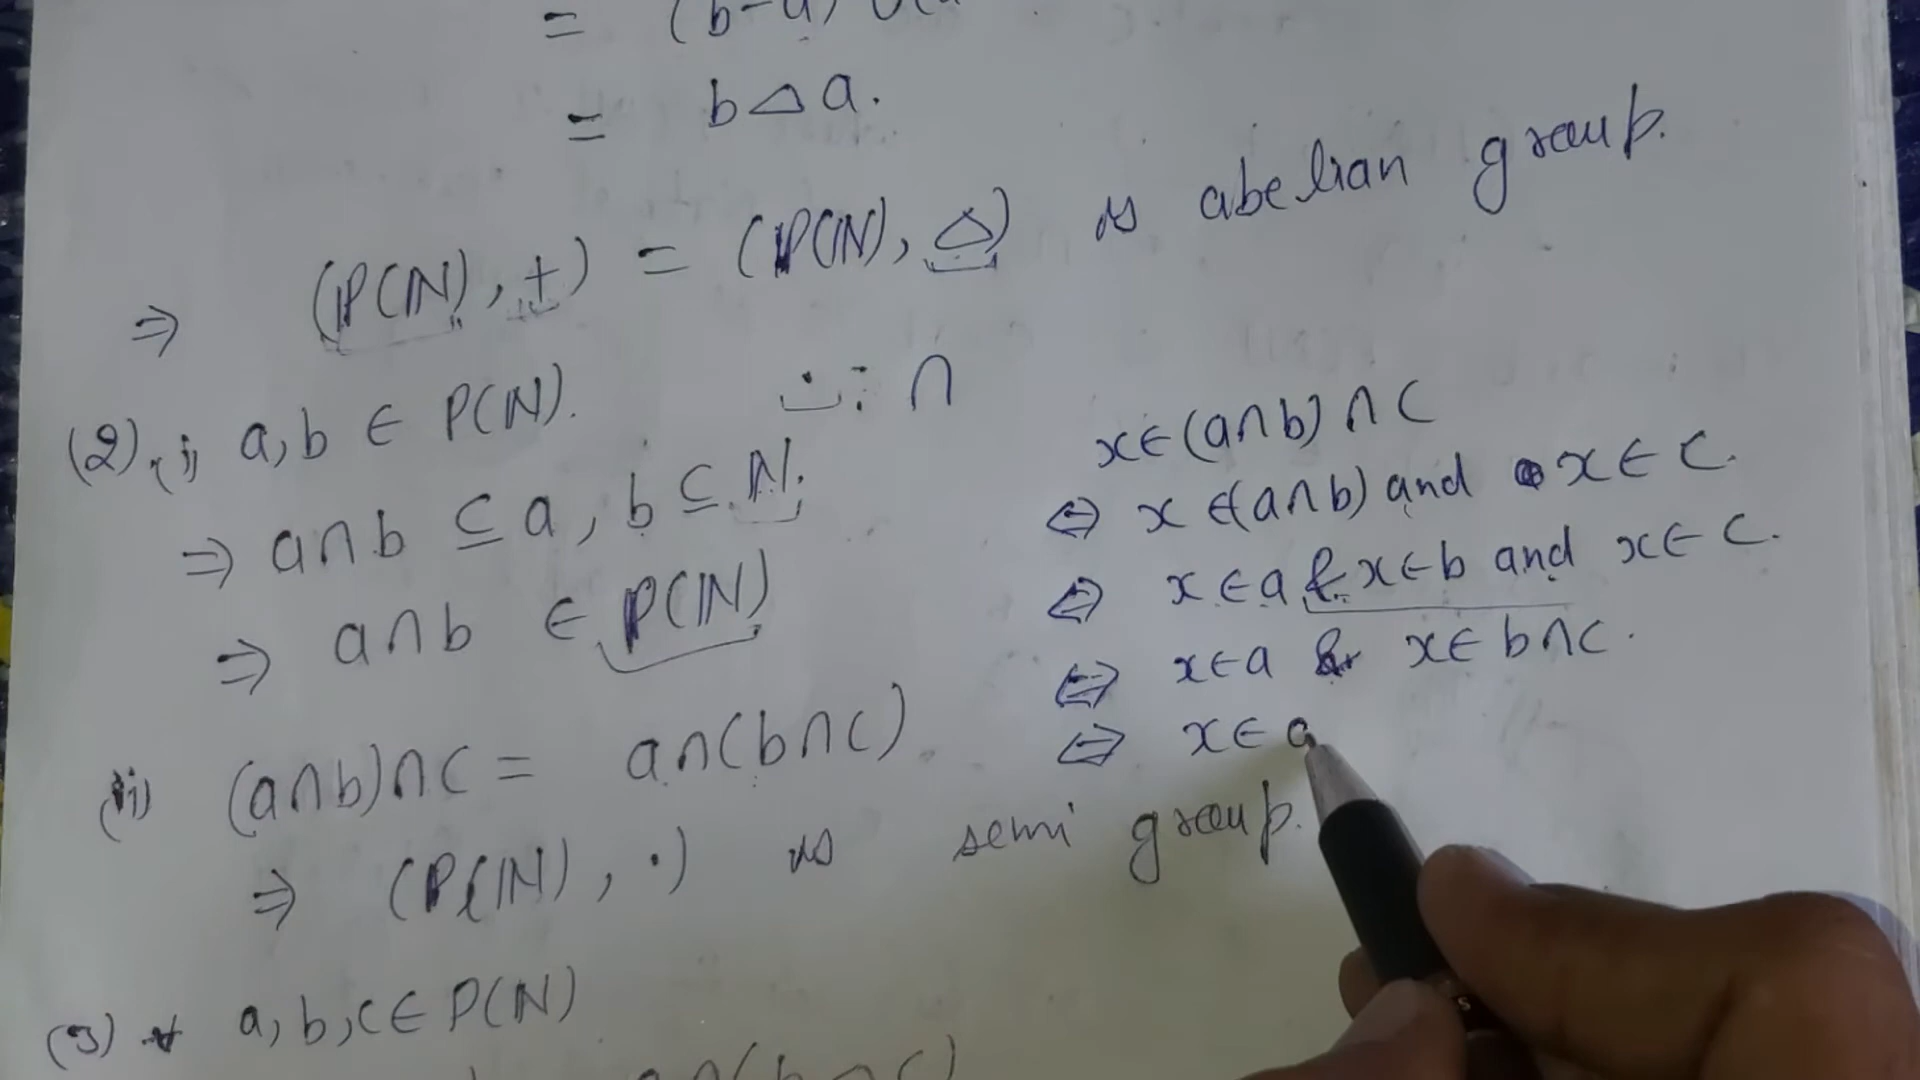 = (b-a) ∪ (a
= b△a.
⇒ (P(ℕ), +) = (P(ℕ), △) is abelian group.
(2), (i) a, b ∈ P(ℕ). · : ∩
⇒ a∩b ⊆ a, b ⊆ ℕ.
⇒ a∩b ∈ P(ℕ)
(ii) (a∩b)∩c = a∩(b∩c).
⇒ (P(ℕ), ·) is semi group.
x∈(a∩b)∩c
⇔ x∈(a∩b) and x∈c.
⇔ x∈a & x∈b and x∈c.
⇔ x∈a & x∈b∩c.
⇔ x∈a
(3) ∀ a, b, c ∈ P(ℕ)
a∩(b △ c)